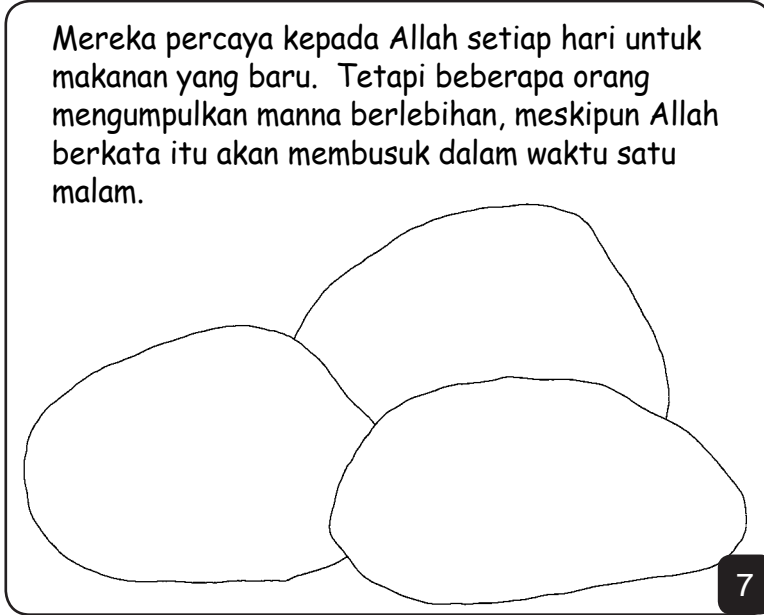 Mereka percaya kepada Allah setiap hari untuk
makanan yang baru.  Tetapi beberapa orang
mengumpulkan manna berlebihan, meskipun Allah
berkata itu akan membusuk dalam waktu satu
malam.
7